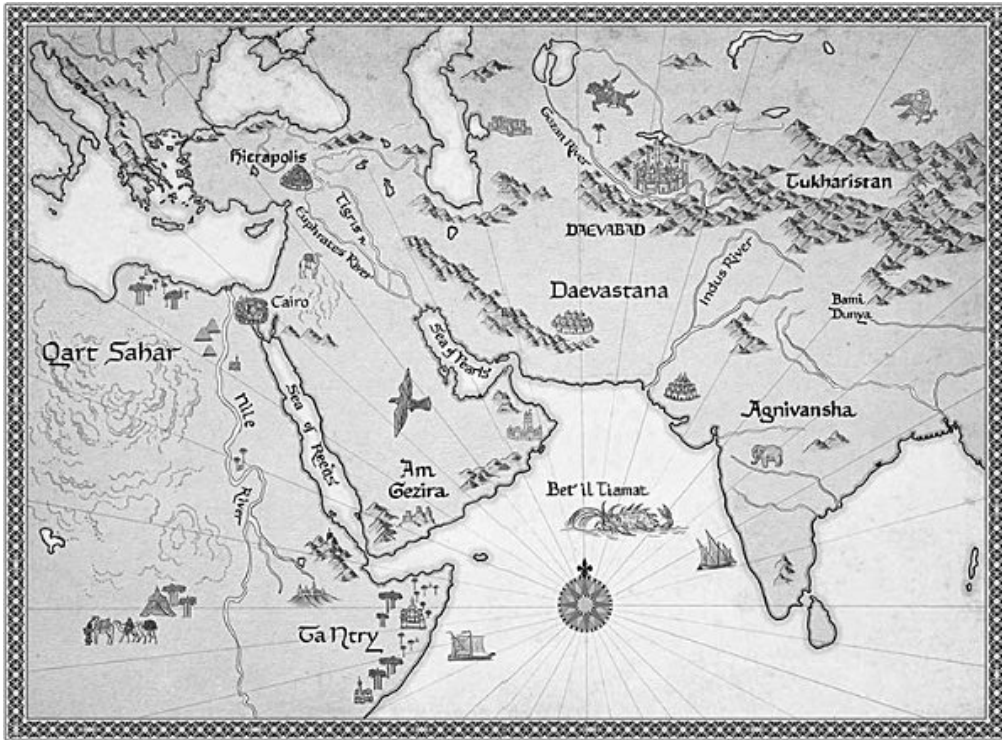 Hierapolis
Gozan River
Tukharistan
Tigris R.
Euphrates River
DAEVABAD
Indus River
Cairo
Daevastana
Bami
Dunya
Qart Sahar
Sea of Pearls
Nile
River
Sea of Reeds
Agnivansha
Am
Gezira
Bet il Tiamat
Ta Ntry